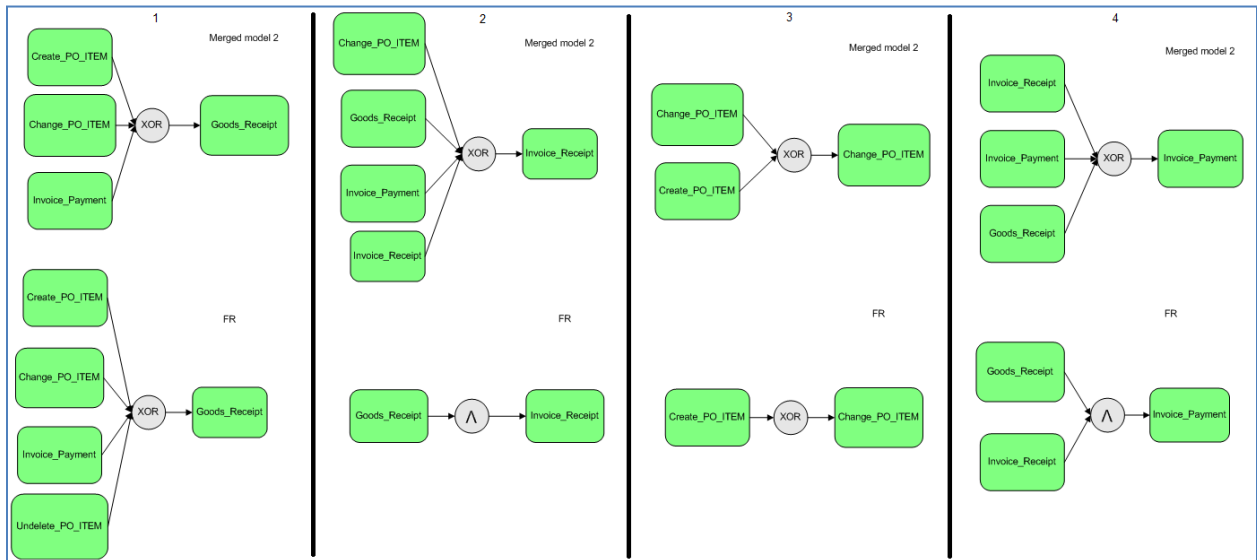 1
Merged model 2
Create_PO_ITEM
Change_PO_ITEM
XOR
Goods_Receipt
Invoice_Payment
Create_PO_ITEM
FR
Change_PO_ITEM
XOR
Goods_Receipt
Invoice_Payment
Undelete_PO_ITEM
2
Change_PO_ITEM
Merged model 2
Goods_Receipt
XOR
Invoice_Receipt
Invoice_Payment
Invoice_Receipt
FR
Goods_Receipt
Λ
Invoice_Receipt
3
Merged model 2
Change_PO_ITEM
XOR
Change_PO_ITEM
Create_PO_ITEM
FR
Create_PO_ITEM
XOR
Change_PO_ITEM
4
Merged model 2
Invoice_Receipt
Invoice_Payment
XOR
Invoice_Payment
Goods_Receipt
FR
Goods_Receipt
Λ
Invoice_Payment
Invoice_Receipt